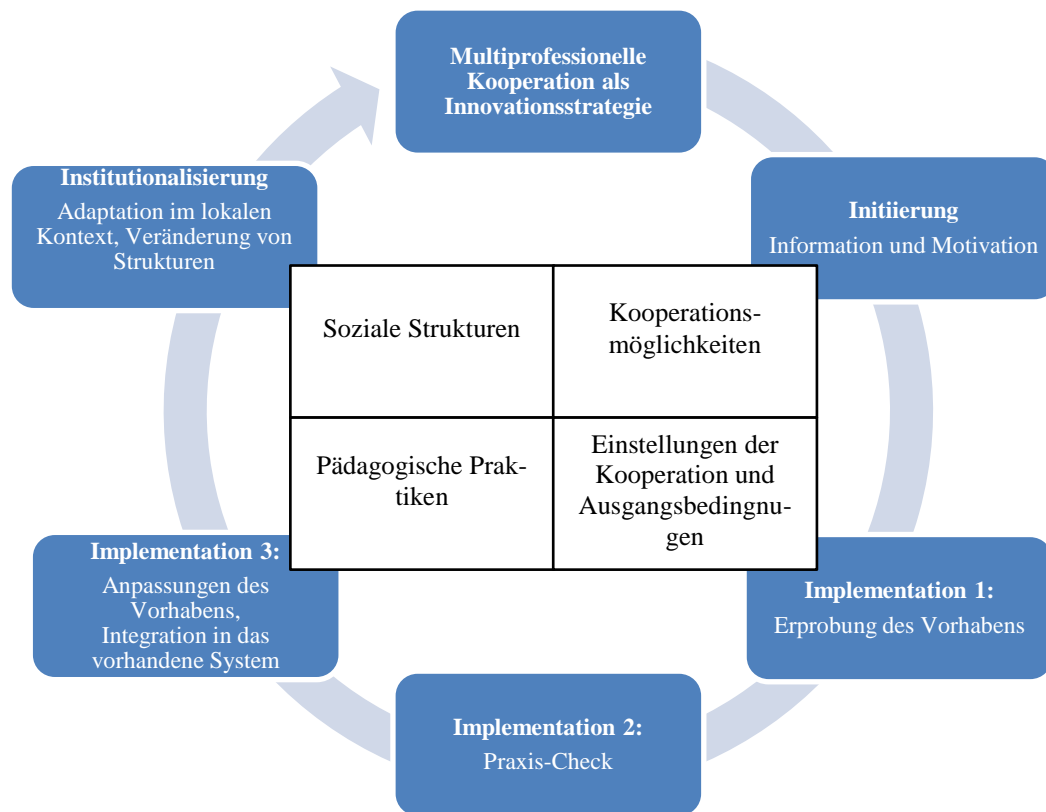 Multiprofessionelle
Kooperation als
Innovationsstrategie
Initiierung
Information und Motivation
Implementation 1:
Erprobung des Vorhabens
Implementation 2:
Praxis-Check
Implementation 3:
Anpassungen des
Vorhabens,
Integration in das
vorhandene System
Institutionalisierung
Adaptation im lokalen
Kontext, Veränderung von
Strukturen
Soziale Strukturen
Kooperations-
möglichkeiten
Pädagogische Prak-
tiken
Einstellungen der
Kooperation und
Ausgangsbedingnu-
gen